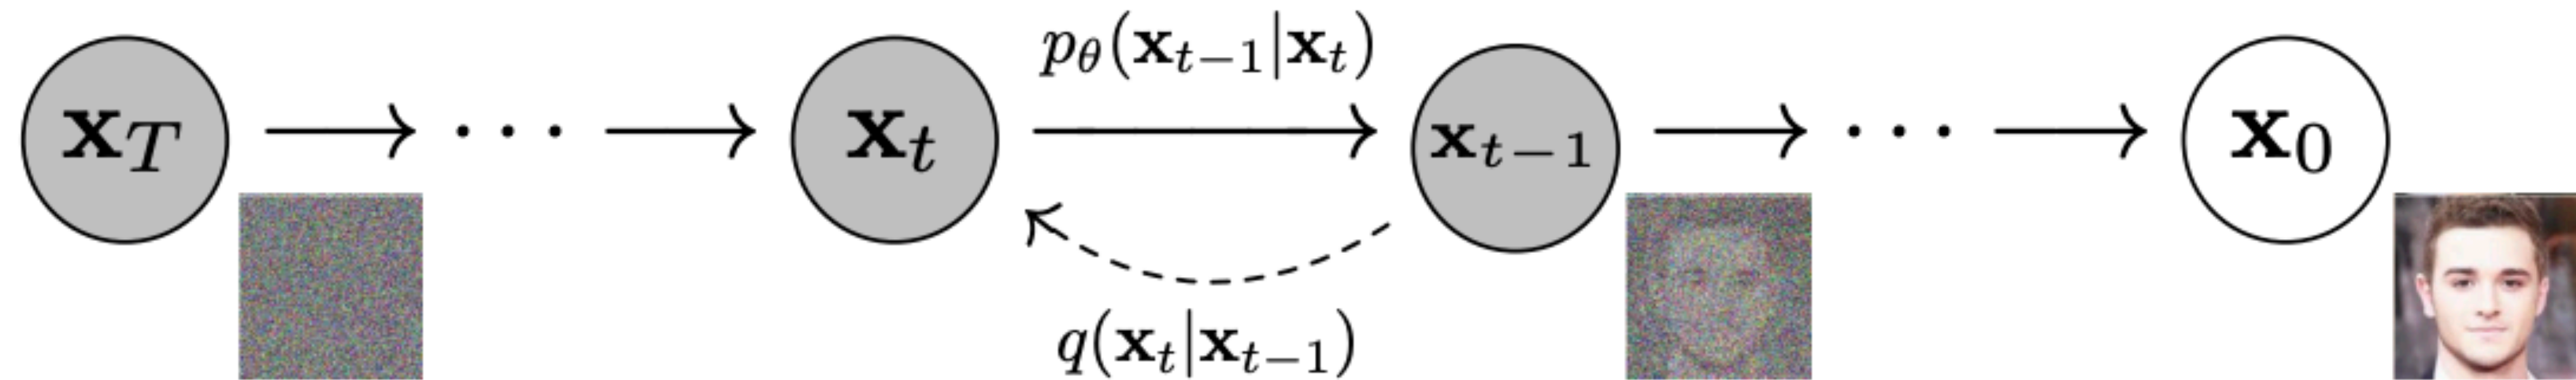 p_θ(x_{t−1}|x_t)
x_T → ··· → x_t → x_{t−1} → ··· → x_0
q(x_t|x_{t−1})